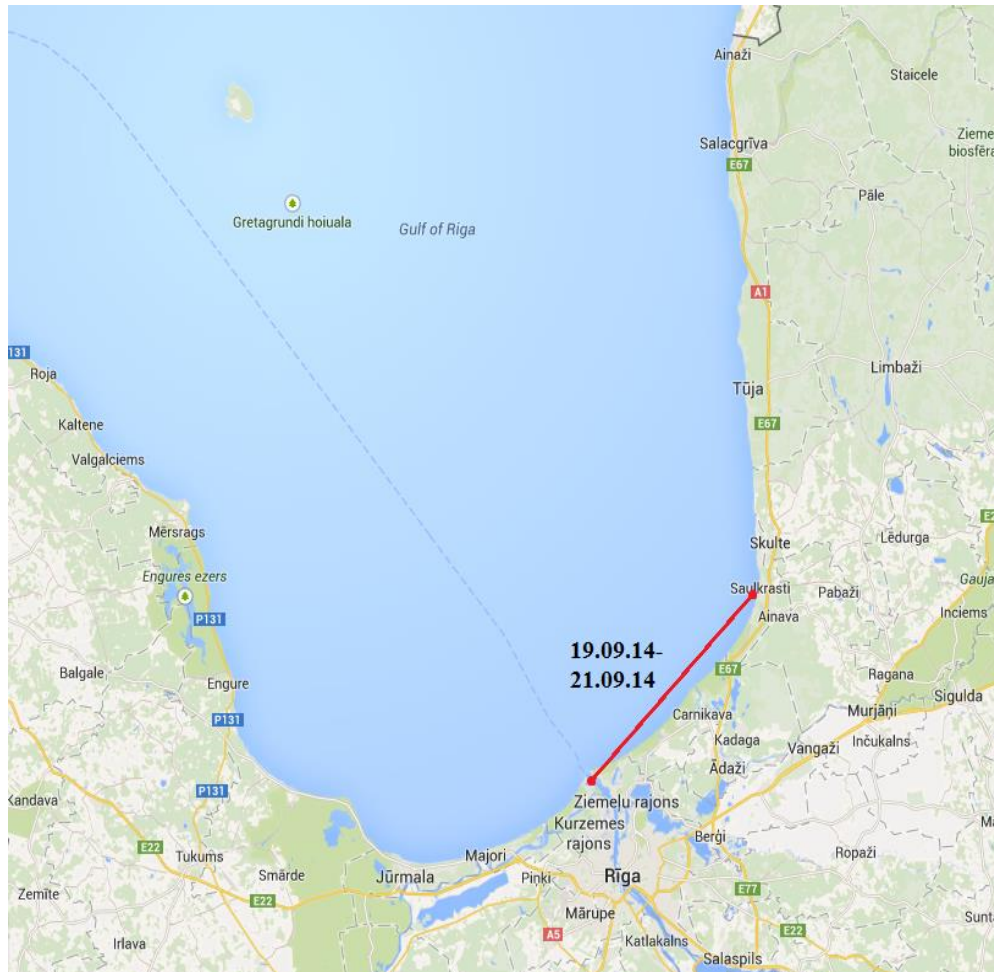 Ainaži
Staicele
Salacgrīva
E67
Pāle
Gretagrundi hoiuala
Gulf of Riga
A1
131
Roja
Limbaži
Tūja
Kaltene
E67
Valgalciems
Mērsrags
Skulte
Lēdurga
Engures ezers
Saulkrasti
Pabaži
Gauja
P131
Ainava
Inciems
19.09.14-
21.09.14
Balgale
E67
Ragana
Engure
Sigulda
P131
Carnikava
Murjāņi
Kadaga
Vangaži
Inčukalns
Ādaži
P131
Kandava
Ziemeļu rajons
Kurzemes
rajons
Berģi
E22
Tukums
Majori
Ropaži
Smārde
Jūrmala
Piņķi
Rīga
Zemīte
E22
E77
Mārupe
A5
E22
Irlava
Katlakalns
Salaspils